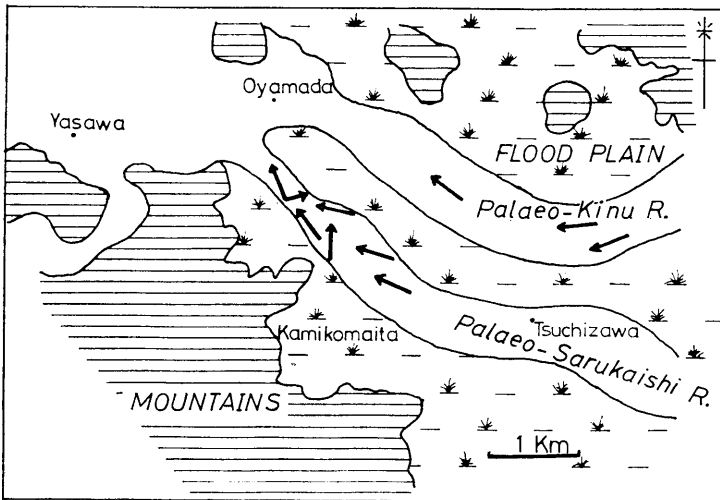 Oyamada
Yasawa
FLOOD PLAIN
Palaeo-Kinu R.
Tsuchizawa
Kamikomaita
Palaeo-Sarukaishi R.
MOUNTAINS
1 Km